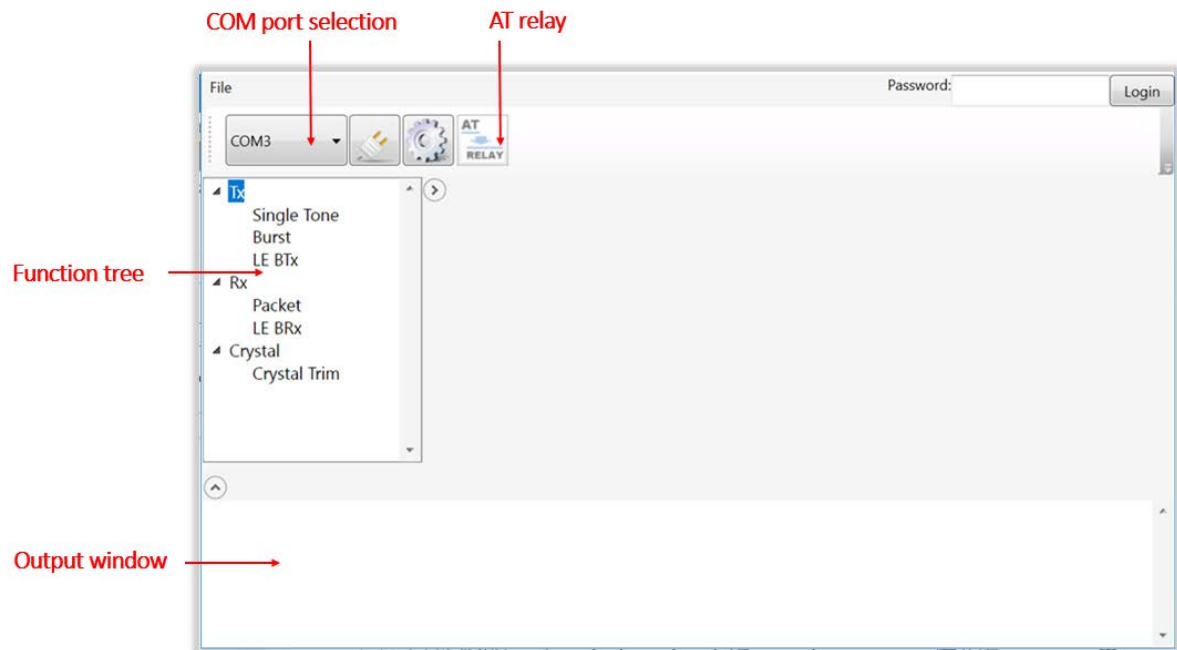 COM port selection
AT relay
File
Password:
Login
COM3
AT
RELAY
Tx
Single Tone
Burst
LE BTx
Function tree
Rx
Packet
LE BRx
Crystal
Crystal Trim
Output window